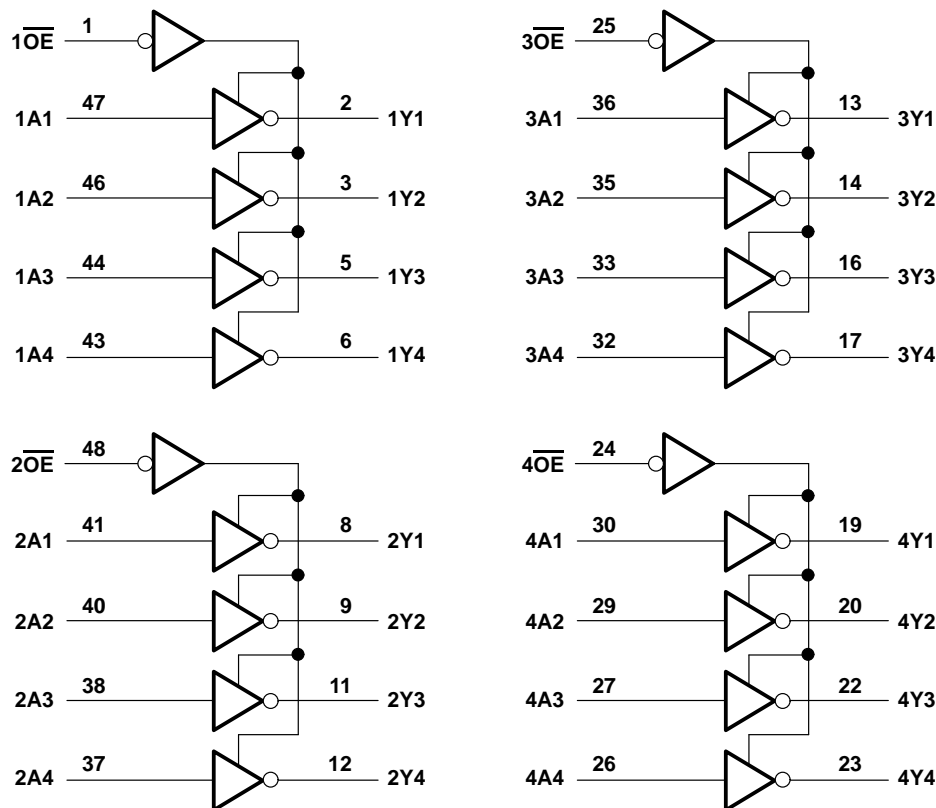 1OE 1
1A1 47 2 1Y1
1A2 46 3 1Y2
1A3 44 5 1Y3
1A4 43 6 1Y4
3OE 25
3A1 36 13 3Y1
3A2 35 14 3Y2
3A3 33 16 3Y3
3A4 32 17 3Y4
2OE 48
2A1 41 8 2Y1
2A2 40 9 2Y2
2A3 38 11 2Y3
2A4 37 12 2Y4
4OE 24
4A1 30 19 4Y1
4A2 29 20 4Y2
4A3 27 22 4Y3
4A4 26 23 4Y4